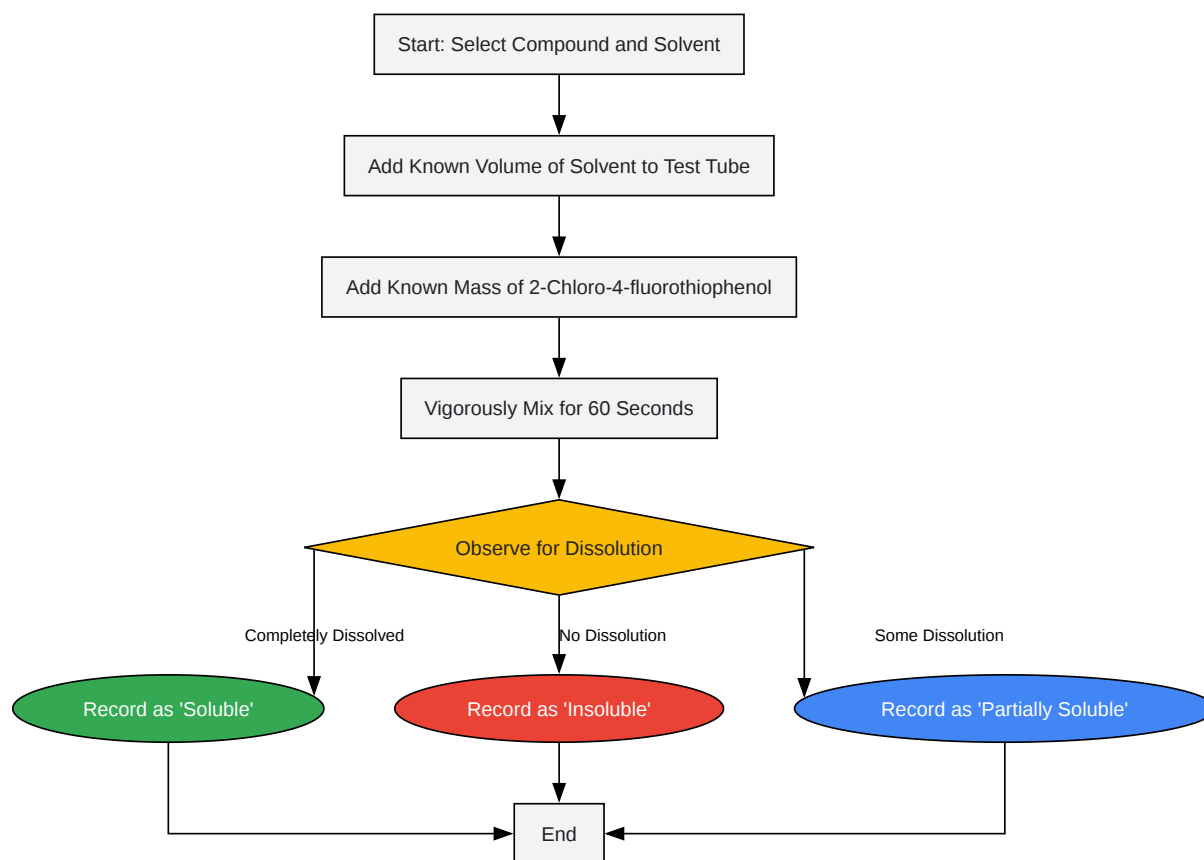 Start: Select Compound and Solvent
Add Known Volume of Solvent to Test Tube
Add Known Mass of 2-Chloro-4-fluorothiophenol
Vigorously Mix for 60 Seconds
Observe for Dissolution
Completely Dissolved
No Dissolution
Some Dissolution
Record as 'Soluble'
Record as 'Insoluble'
Record as 'Partially Soluble'
End